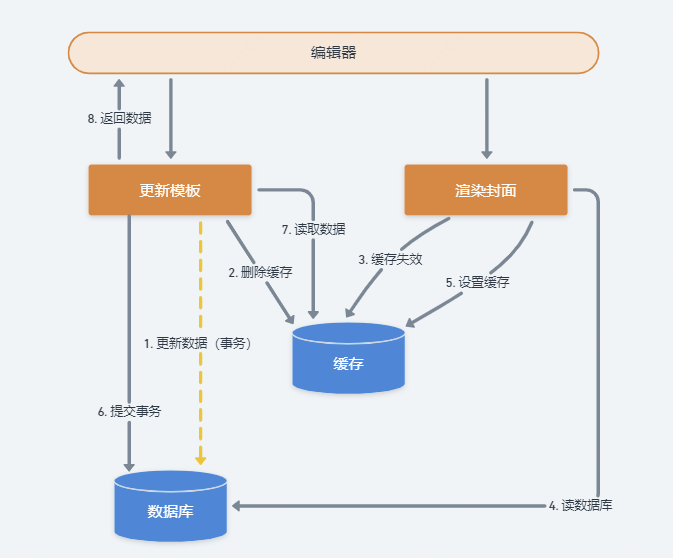 编辑器
8. 返回数据
更新模板
渲染封面
7. 读取数据
3. 缓存失效
2. 删除缓存
5. 设置缓存
1. 更新数据（事务）
缓存
6. 提交事务
4. 读数据库
数据库